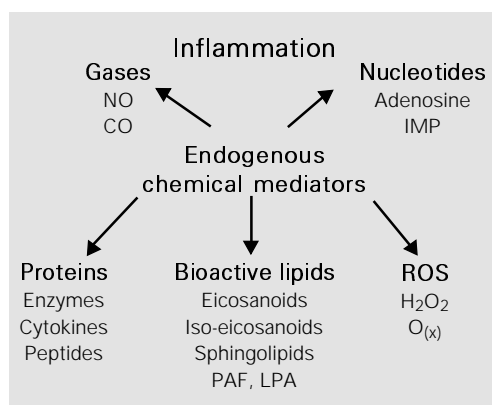 Inflammation
Gases
NO
CO
Nucleotides
Adenosine
IMP
Endogenous
chemical mediators
Proteins
Enzymes
Cytokines
Peptides
Bioactive lipids
Eicosanoids
Iso-eicosanoids
Sphingolipids
PAF, LPA
ROS
H₂O₂
O₍ₓ₎